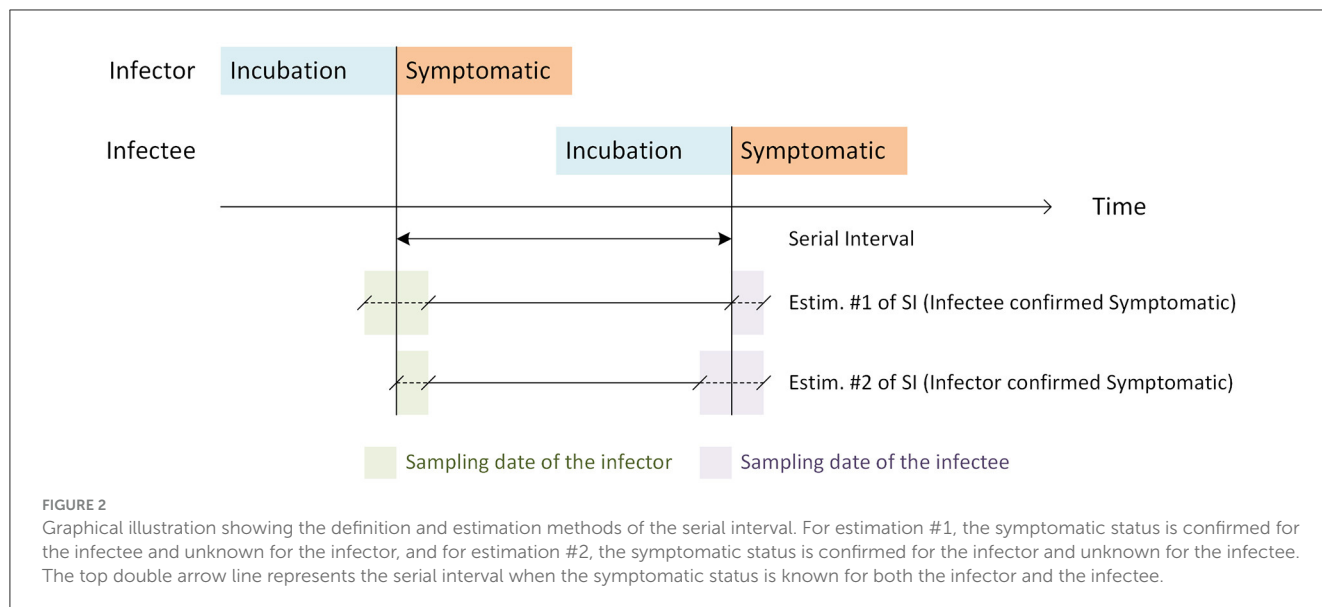 Infector Incubation Symptomatic
Infectee Incubation Symptomatic
Time
Serial Interval
Estim. #1 of SI (Infectee confirmed Symptomatic)
Estim. #2 of SI (Infector confirmed Symptomatic)
Sampling date of the infector Sampling date of the infectee
FIGURE 2
Graphical illustration showing the definition and estimation methods of the serial interval. For estimation #1, the symptomatic status is confirmed for
the infectee and unknown for the infector, and for estimation #2, the symptomatic status is confirmed for the infector and unknown for the infectee.
The top double arrow line represents the serial interval when the symptomatic status is known for both the infector and the infectee.